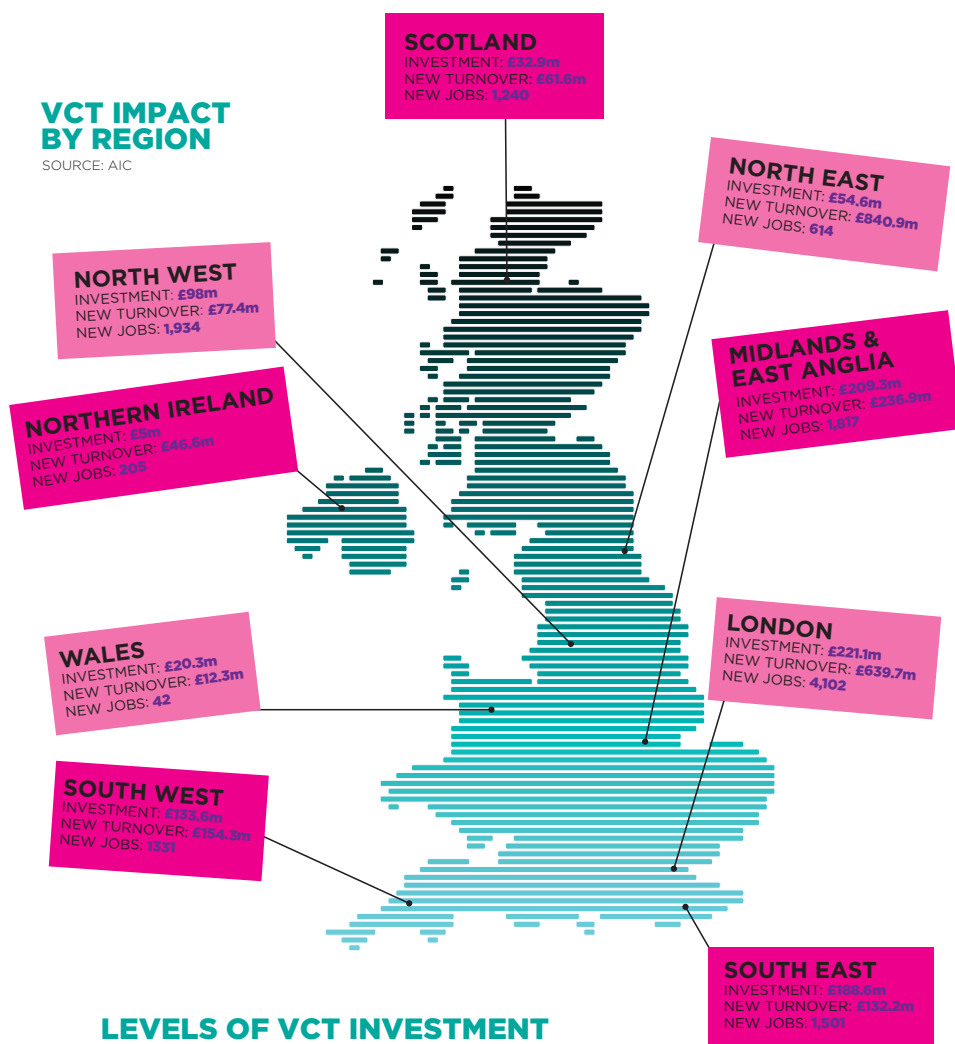 SCOTLAND
INVESTMENT: £32.9m
NEW TURNOVER: £61.6m
NEW JOBS: 1,240
VCT IMPACT
BY REGION
SOURCE: AIC
NORTH EAST
INVESTMENT: £54.6m
NEW TURNOVER: £840.9m
NEW JOBS: 614
NORTH WEST
INVESTMENT: £98m
NEW TURNOVER: £77.4m
NEW JOBS: 1,934
MIDLANDS &
EAST ANGLIA
INVESTMENT: £209.3m
NEW TURNOVER: £236.9m
NEW JOBS: 1,817
NORTHERN IRELAND
INVESTMENT: £5m
NEW TURNOVER: £46.6m
NEW JOBS: 205
WALES
INVESTMENT: £20.3m
NEW TURNOVER: £12.3m
NEW JOBS: 42
LONDON
INVESTMENT: £221.1m
NEW TURNOVER: £639.7m
NEW JOBS: 4,102
SOUTH WEST
INVESTMENT: £133.6m
NEW TURNOVER: £154.3m
NEW JOBS: 1331
SOUTH EAST
INVESTMENT: £188.6m
NEW TURNOVER: £132.2m
NEW JOBS: 1,501
LEVELS OF VCT INVESTMENT